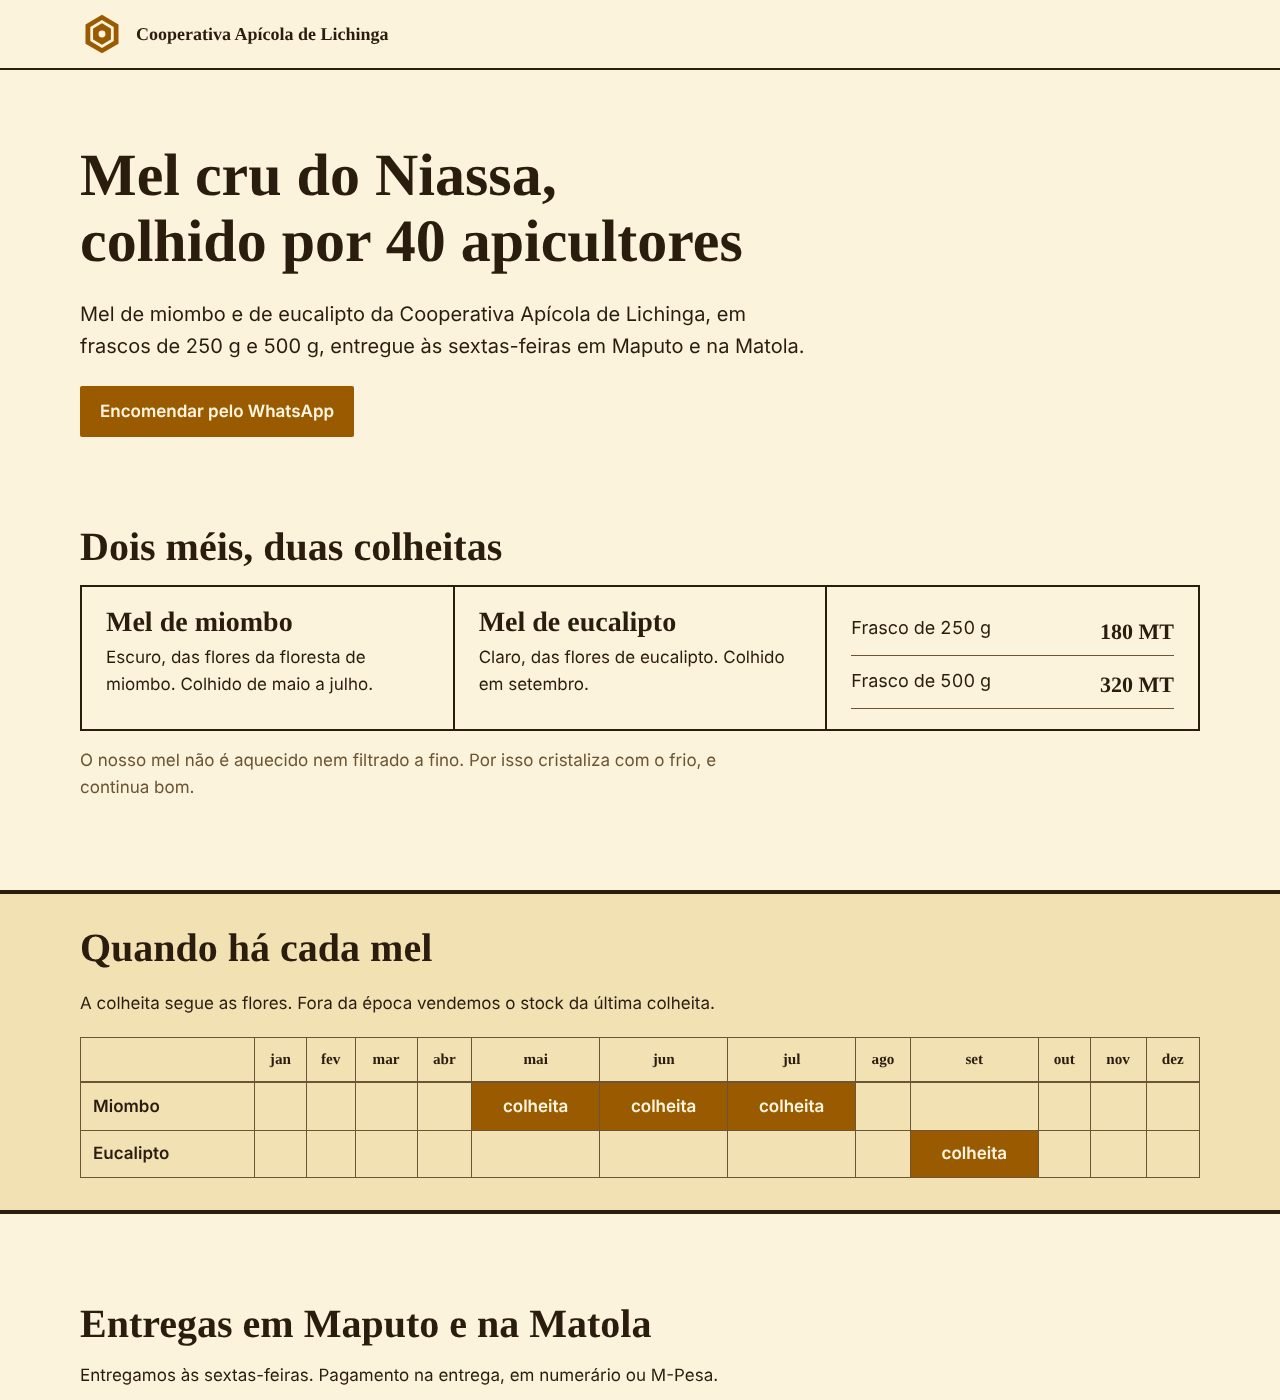 Cooperativa Apícola de Lichinga
Mel cru do Niassa,
colhido por 40 apicultores
Mel de miombo e de eucalipto da Cooperativa Apícola de Lichinga, em
frascos de 250 g e 500 g, entregue às sextas-feiras em Maputo e na Matola.
Encomendar pelo WhatsApp
Dois méis, duas colheitas
Mel de miombo
Escuro, das flores da floresta de
miombo. Colhido de maio a julho.
Mel de eucalipto
Claro, das flores de eucalipto. Colhido
em setembro.
Frasco de 250 g 180 MT
Frasco de 500 g 320 MT
O nosso mel não é aquecido nem filtrado a fino. Por isso cristaliza com o frio, e
continua bom.
Quando há cada mel
A colheita segue as flores. Fora da época vendemos o stock da última colheita.
jan fev mar abr mai jun jul ago set out nov dez
Miombo colheita colheita colheita
Eucalipto colheita
Entregas em Maputo e na Matola
Entregamos às sextas-feiras. Pagamento na entrega, em numerário ou M-Pesa.